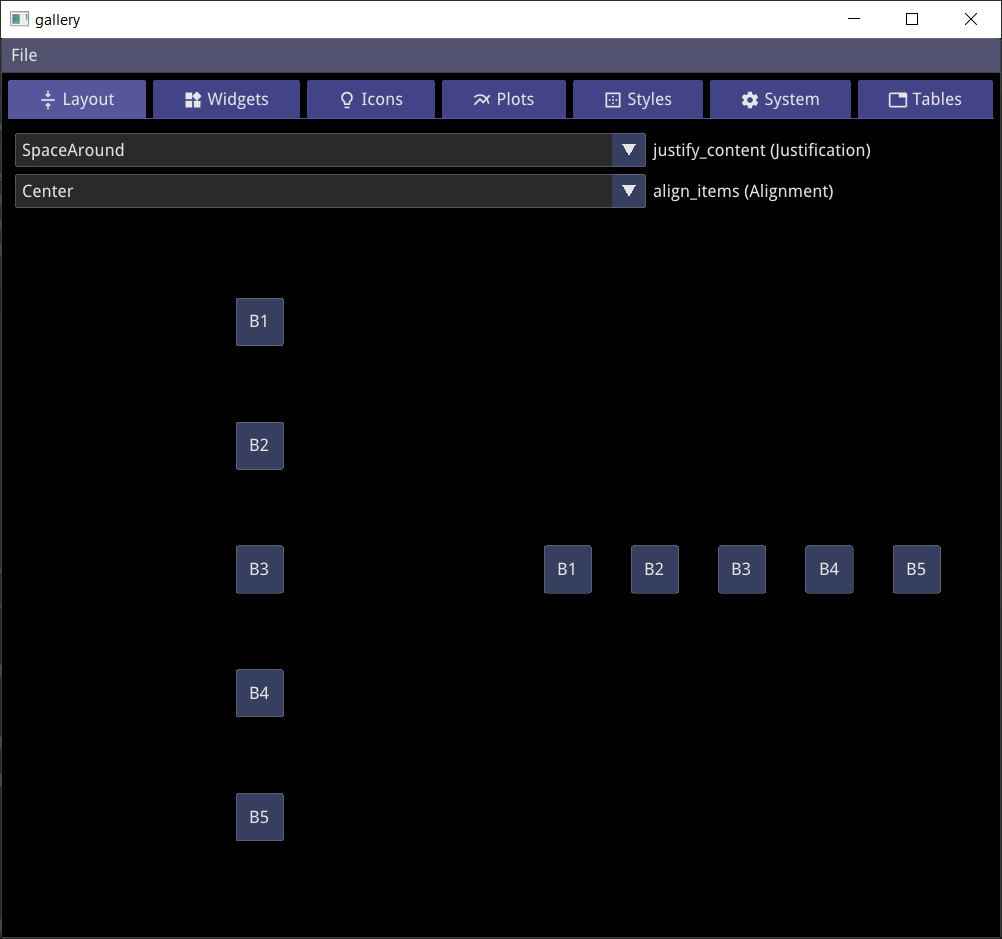 gallery
File
Layout Widgets Icons Plots Styles System Tables
SpaceAround justify_content (Justification)
Center align_items (Alignment)
B1
B2
B3 B1 B2 B3 B4 B5
B4
B5